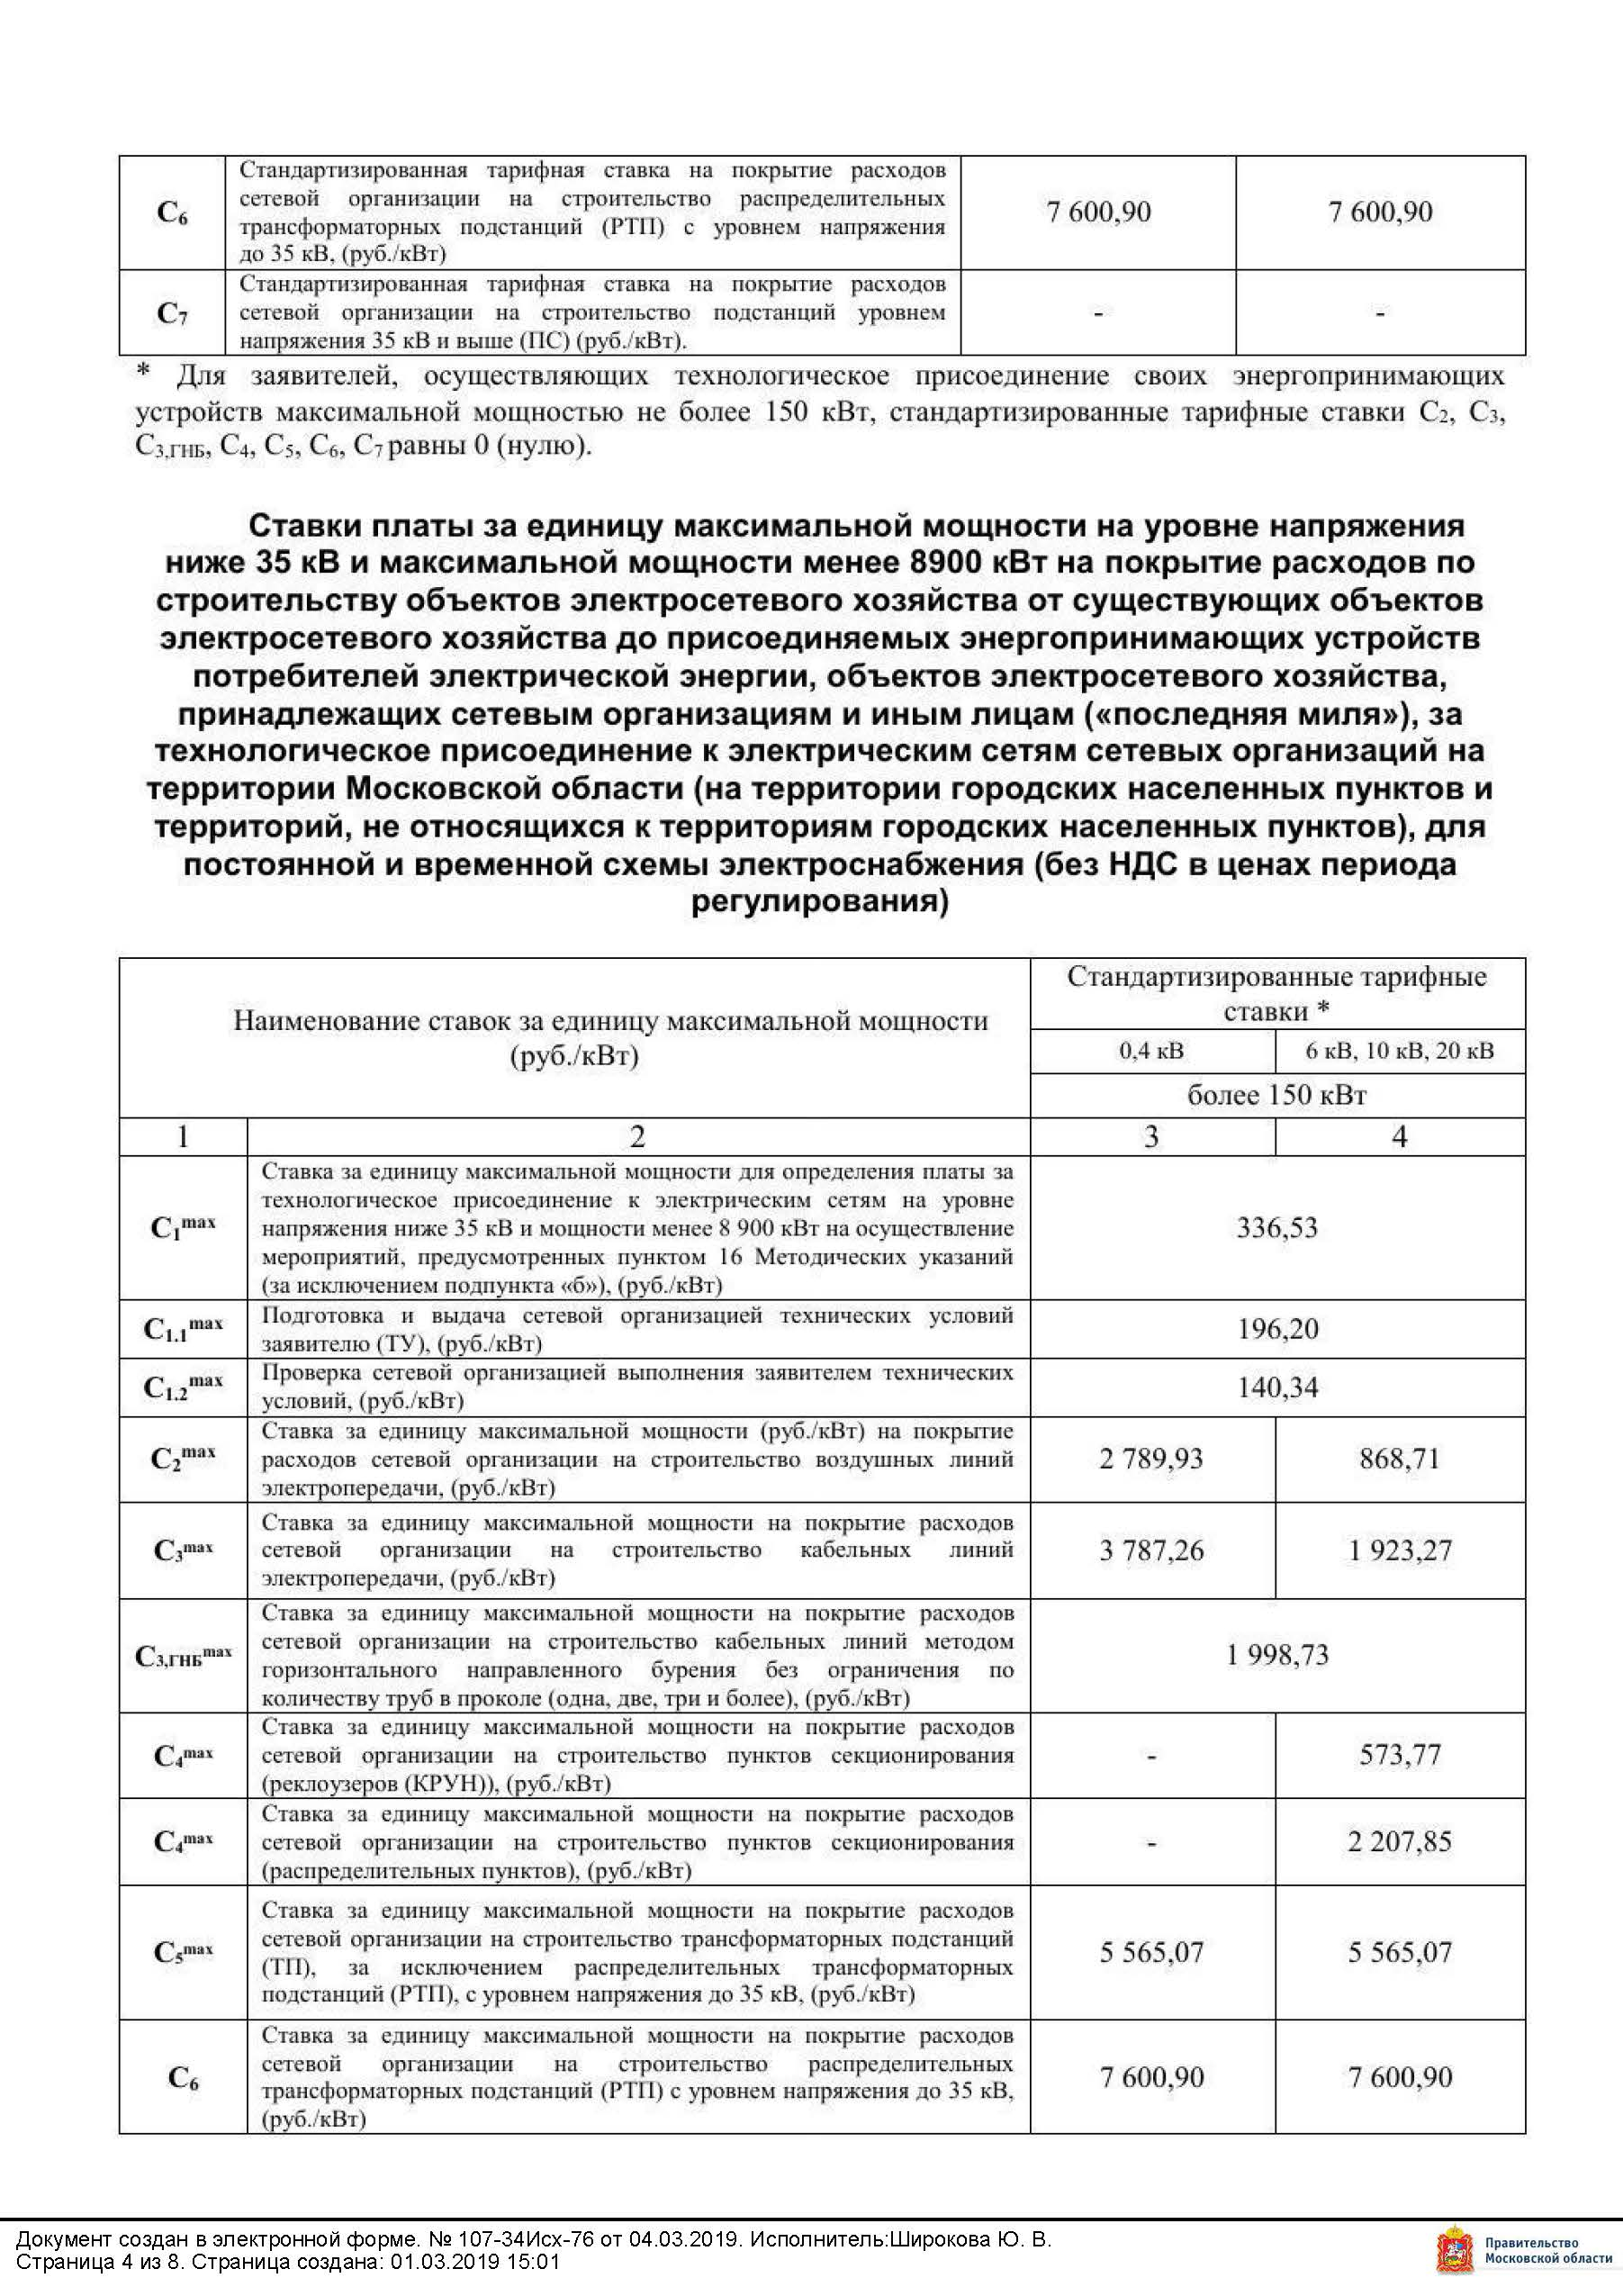 С6
Стандартизированная тарифная ставка на покрытие расходов
сетевой организации на строительство распределительных
трансформаторных подстанций (РТП) с уровнем напряжения
до 35 кВ, (руб./кВт)
7 600,90
7 600,90
С7
Стандартизированная тарифная ставка на покрытие расходов
сетевой организации на строительство подстанций уровнем
напряжения 35 кВ и выше (ПС) (руб./кВт).
-
-
* Для заявителей, осуществляющих технологическое присоединение своих энергопринимающих
устройств максимальной мощностью не более 150 кВт, стандартизированные тарифные ставки С2, С3,
С3,ГНБ, С4, С5, С6, С7 равны 0 (нулю).
Ставки платы за единицу максимальной мощности на уровне напряжения
ниже 35 кВ и максимальной мощности менее 8900 кВт на покрытие расходов по
строительству объектов электросетевого хозяйства от существующих объектов
электросетевого хозяйства до присоединяемых энергопринимающих устройств
потребителей электрической энергии, объектов электросетевого хозяйства,
принадлежащих сетевым организациям и иным лицам («последняя миля»), за
технологическое присоединение к электрическим сетям сетевых организаций на
территории Московской области (на территории городских населенных пунктов и
территорий, не относящихся к территориям городских населенных пунктов), для
постоянной и временной схемы электроснабжения (без НДС в ценах периода
регулирования)
Наименование ставок за единицу максимальной мощности
(руб./кВт)
Стандартизированные тарифные
ставки *
0,4 кВ
6 кВ, 10 кВ, 20 кВ
более 150 кВт
1
2
3
4
С1max
Ставка за единицу максимальной мощности для определения платы за
технологическое присоединение к электрическим сетям на уровне
напряжения ниже 35 кВ и мощности менее 8 900 кВт на осуществление
мероприятий, предусмотренных пунктом 16 Методических указаний
(за исключением подпункта «б»), (руб./кВт)
336,53
С1.1max
Подготовка и выдача сетевой организацией технических условий
заявителю (ТУ), (руб./кВт)
196,20
С1.2max
Проверка сетевой организацией выполнения заявителем технических
условий, (руб./кВт)
140,34
С2max
Ставка за единицу максимальной мощности (руб./кВт) на покрытие
расходов сетевой организации на строительство воздушных линий
электропередачи, (руб./кВт)
2 789,93
868,71
С3max
Ставка за единицу максимальной мощности на покрытие расходов
сетевой организации на строительство кабельных линий
электропередачи, (руб./кВт)
3 787,26
1 923,27
С3,ГНБmax
Ставка за единицу максимальной мощности на покрытие расходов
сетевой организации на строительство кабельных линий методом
горизонтального направленного бурения без ограничения по
количеству труб в проколе (одна, две, три и более), (руб./кВт)
1 998,73
С4max
Ставка за единицу максимальной мощности на покрытие расходов
сетевой организации на строительство пунктов секционирования
(реклоузеров (КРУН)), (руб./кВт)
-
573,77
С4max
Ставка за единицу максимальной мощности на покрытие расходов
сетевой организации на строительство пунктов секционирования
(распределительных пунктов), (руб./кВт)
-
2 207,85
С5max
Ставка за единицу максимальной мощности на покрытие расходов
сетевой организации на строительство трансформаторных подстанций
(ТП), за исключением распределительных трансформаторных
подстанций (РТП), с уровнем напряжения до 35 кВ, (руб./кВт)
5 565,07
5 565,07
С6
Ставка за единицу максимальной мощности на покрытие расходов
сетевой организации на строительство распределительных
трансформаторных подстанций (РТП) с уровнем напряжения до 35 кВ,
(руб./кВт)
7 600,90
7 600,90
Документ создан в электронной форме. № 107-34Исх-76 от 04.03.2019. Исполнитель:Широкова Ю. В.
Страница 4 из 8. Страница создана: 01.03.2019 15:01
Правительство
Московской области